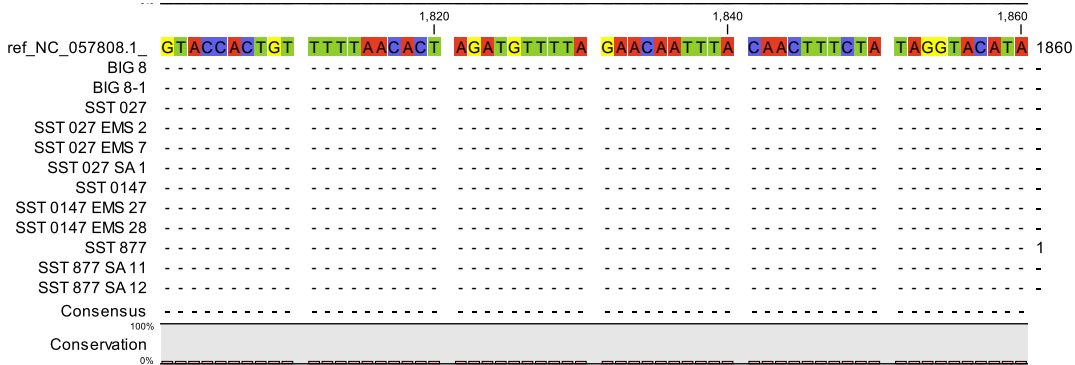 1,820 1,840 1,860
ref_NC_057808.1_ GTACCACTGT TTTTAACACT AGATGTTTTA GAACAATTTA CAACTTTCTA TAGGTACATA 1860
BIG 8 ---------- ---------- ---------- ---------- ---------- ---------- -
BIG 8-1 ---------- ---------- ---------- ---------- ---------- ---------- -
SST 027 ---------- ---------- ---------- ---------- ---------- ---------- -
SST 027 EMS 2 ---------- ---------- ---------- ---------- ---------- ---------- -
SST 027 EMS 7 ---------- ---------- ---------- ---------- ---------- ---------- -
SST 027 SA 1 ---------- ---------- ---------- ---------- ---------- ---------- -
SST 0147 ---------- ---------- ---------- ---------- ---------- ---------- -
SST 0147 EMS 27 ---------- ---------- ---------- ---------- ---------- ---------- -
SST 0147 EMS 28 ---------- ---------- ---------- ---------- ---------- ---------- -
SST 877 ---------- ---------- ---------- ---------- ---------- ---------- 1
SST 877 SA 11 ---------- ---------- ---------- ---------- ---------- ---------- -
SST 877 SA 12 ---------- ---------- ---------- ---------- ---------- ---------- -
Consensus ---------- ---------- ---------- ---------- ---------- ----------
100%
Conservation
0%